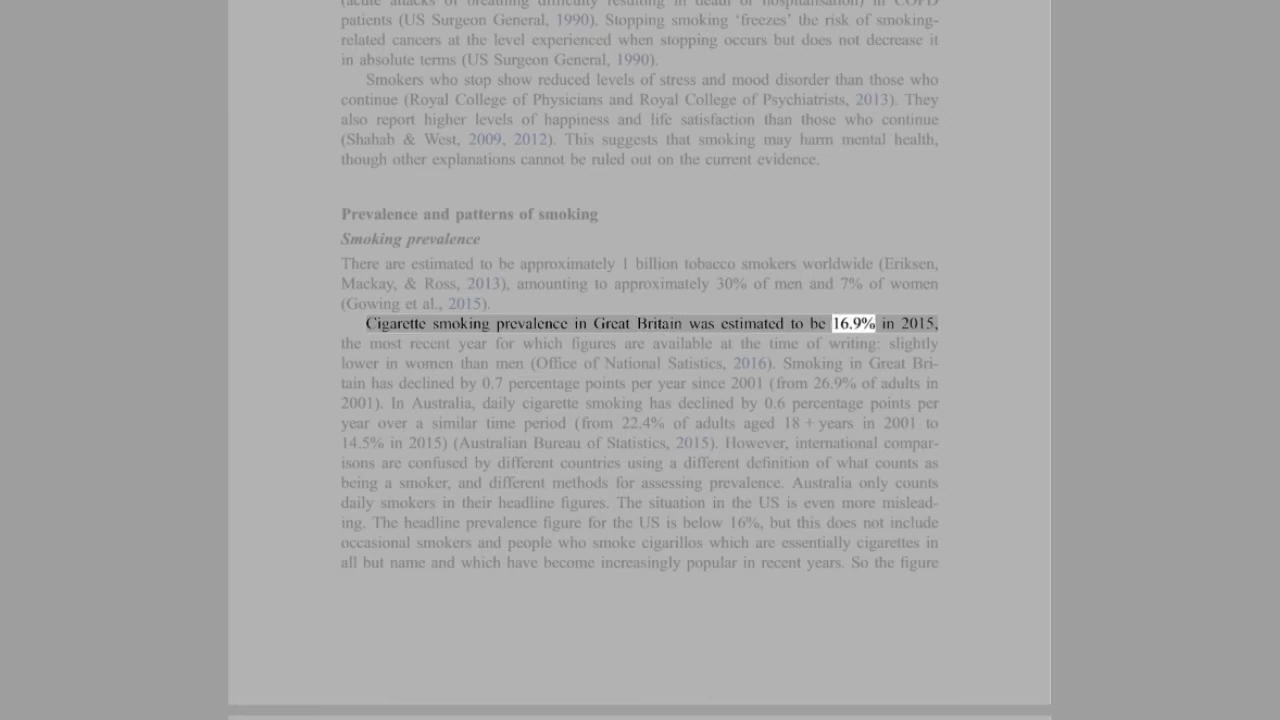 (acute attacks of breathing difficulty resulting in death or hospitalisation) in COPD
patients (US Surgeon General, 1990). Stopping smoking ‘freezes’ the risk of smoking-
related cancers at the level experienced when stopping occurs but does not decrease it
in absolute terms (US Surgeon General, 1990).
Smokers who stop show reduced levels of stress and mood disorder than those who
continue (Royal College of Physicians and Royal College of Psychiatrists, 2013). They
also report higher levels of happiness and life satisfaction than those who continue
(Shahab & West, 2009, 2012). This suggests that smoking may harm mental health,
though other explanations cannot be ruled out on the current evidence.
Prevalence and patterns of smoking
Smoking prevalence
There are estimated to be approximately 1 billion tobacco smokers worldwide (Eriksen,
Mackay, & Ross, 2013), amounting to approximately 30% of men and 7% of women
(Gowing et al., 2015).
Cigarette smoking prevalence in Great Britain was estimated to be 16.9% in 2015,
the most recent year for which figures are available at the time of writing: slightly
lower in women than men (Office of National Satistics, 2016). Smoking in Great Bri-
tain has declined by 0.7 percentage points per year since 2001 (from 26.9% of adults in
2001). In Australia, daily cigarette smoking has declined by 0.6 percentage points per
year over a similar time period (from 22.4% of adults aged 18 + years in 2001 to
14.5% in 2015) (Australian Bureau of Statistics, 2015). However, international compar-
isons are confused by different countries using a different definition of what counts as
being a smoker, and different methods for assessing prevalence. Australia only counts
daily smokers in their headline figures. The situation in the US is even more mislead-
ing. The headline prevalence figure for the US is below 16%, but this does not include
occasional smokers and people who smoke cigarillos which are essentially cigarettes in
all but name and which have become increasingly popular in recent years. So the figure